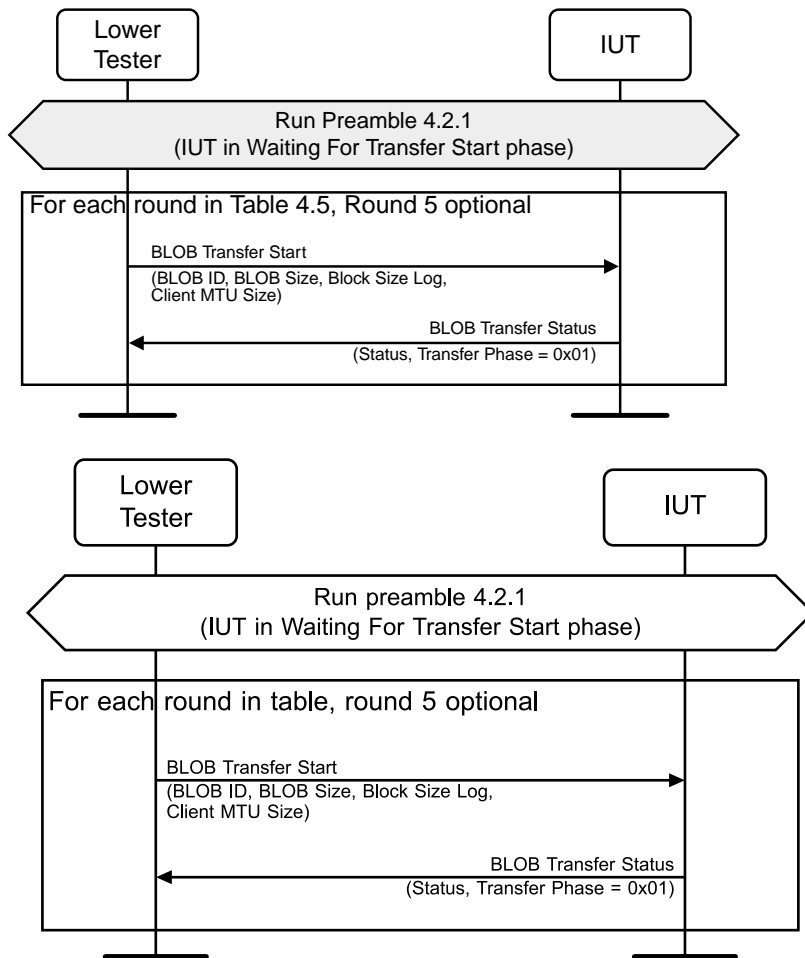 Lower
Tester
IUT
Run Preamble 4.2.1
(IUT in Waiting For Transfer Start phase)
For each round in Table 4.5, Round 5 optional
BLOB Transfer Start
(BLOB ID, BLOB Size, Block Size Log,
Client MTU Size)
BLOB Transfer Status
(Status, Transfer Phase = 0x01)
Lower
Tester
IUT
Run preamble 4.2.1
(IUT in Waiting For Transfer Start phase)
For each round in table, round 5 optional
BLOB Transfer Start
(BLOB ID, BLOB Size, Block Size Log,
Client MTU Size)
BLOB Transfer Status
(Status, Transfer Phase = 0x01)